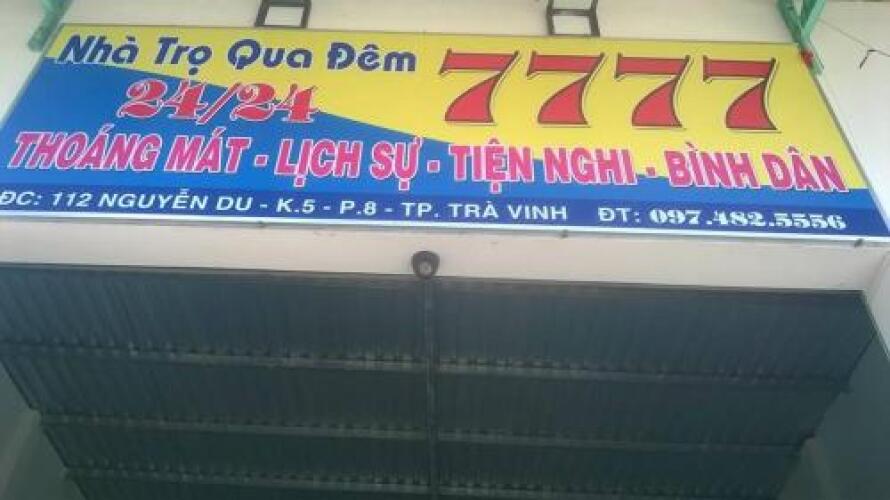 Nhà Trọ Qua Đêm 7777
24/24
THOÁNG MÁT - LỊCH SỰ - TIỆN NGHI - BÌNH DÂN
ĐC: 112 NGUYỄN DU - K.5 - P.8 - TP. TRÀ VINH ĐT: 097.482.5556